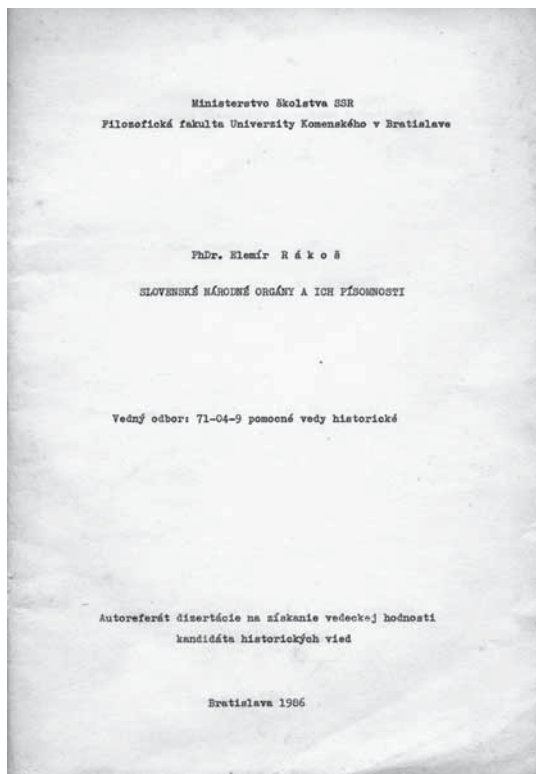 Ministerstvo školstva SSR
Filozofická fakulta Univerzity Komenského v Bratislave
PhDr. Elemír R á k o š
SLOVENSKÉ NÁRODNÉ ORGÁNY A ICH PÍSOMNOSTI
Vedný odbor: 71-04-9 pomocné vedy historické
Autoreferát dizertácie na získanie vedeckej hodnosti
kandidáta historických vied
Bratislava 1986